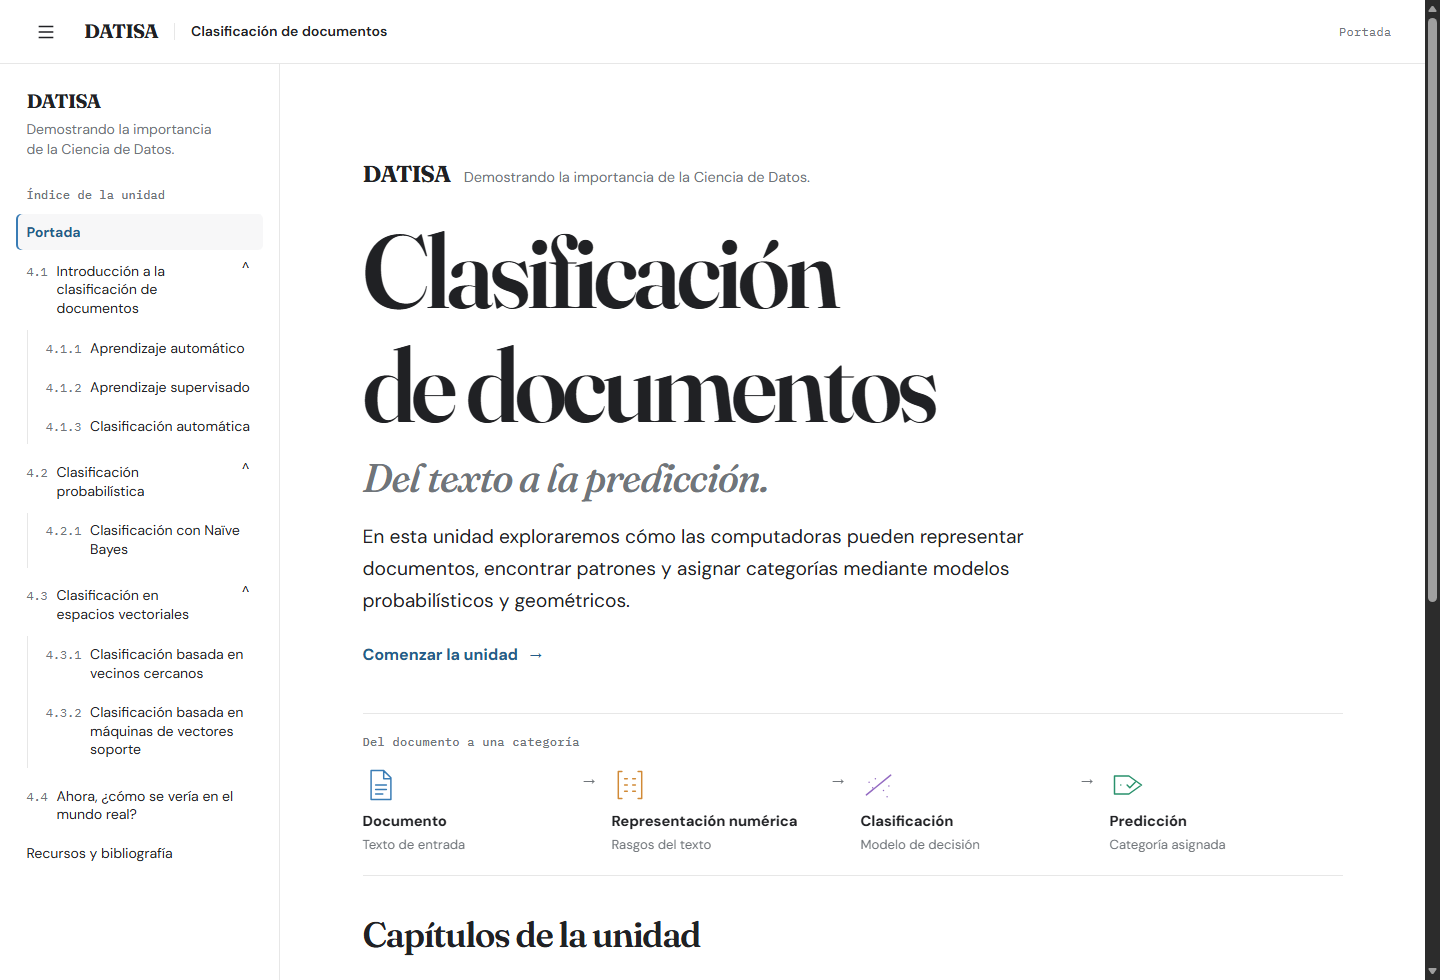 DATISA
Clasificación de documentos
Portada
DATISA
Demostrando la importancia
de la Ciencia de Datos.
Índice de la unidad
Portada
4.1 Introducción a la
clasificación de
documentos
^
4.1.1 Aprendizaje automático
4.1.2 Aprendizaje supervisado
4.1.3 Clasificación automática
4.2 Clasificación
probabilística
^
4.2.1 Clasificación con Naïve
Bayes
4.3 Clasificación en
espacios vectoriales
^
4.3.1 Clasificación basada en
vecinos cercanos
4.3.2 Clasificación basada en
máquinas de vectores
soporte
4.4 Ahora, ¿cómo se vería en el
mundo real?
Recursos y bibliografía
DATISA Demostrando la importancia de la Ciencia de Datos.
Clasificación
de documentos
Del texto a la predicción.
En esta unidad exploraremos cómo las computadoras pueden representar
documentos, encontrar patrones y asignar categorías mediante modelos
probabilísticos y geométricos.
Comenzar la unidad →
Del documento a una categoría
→ → →
Documento
Texto de entrada
Representación numérica
Rasgos del texto
Clasificación
Modelo de decisión
Predicción
Categoría asignada
Capítulos de la unidad